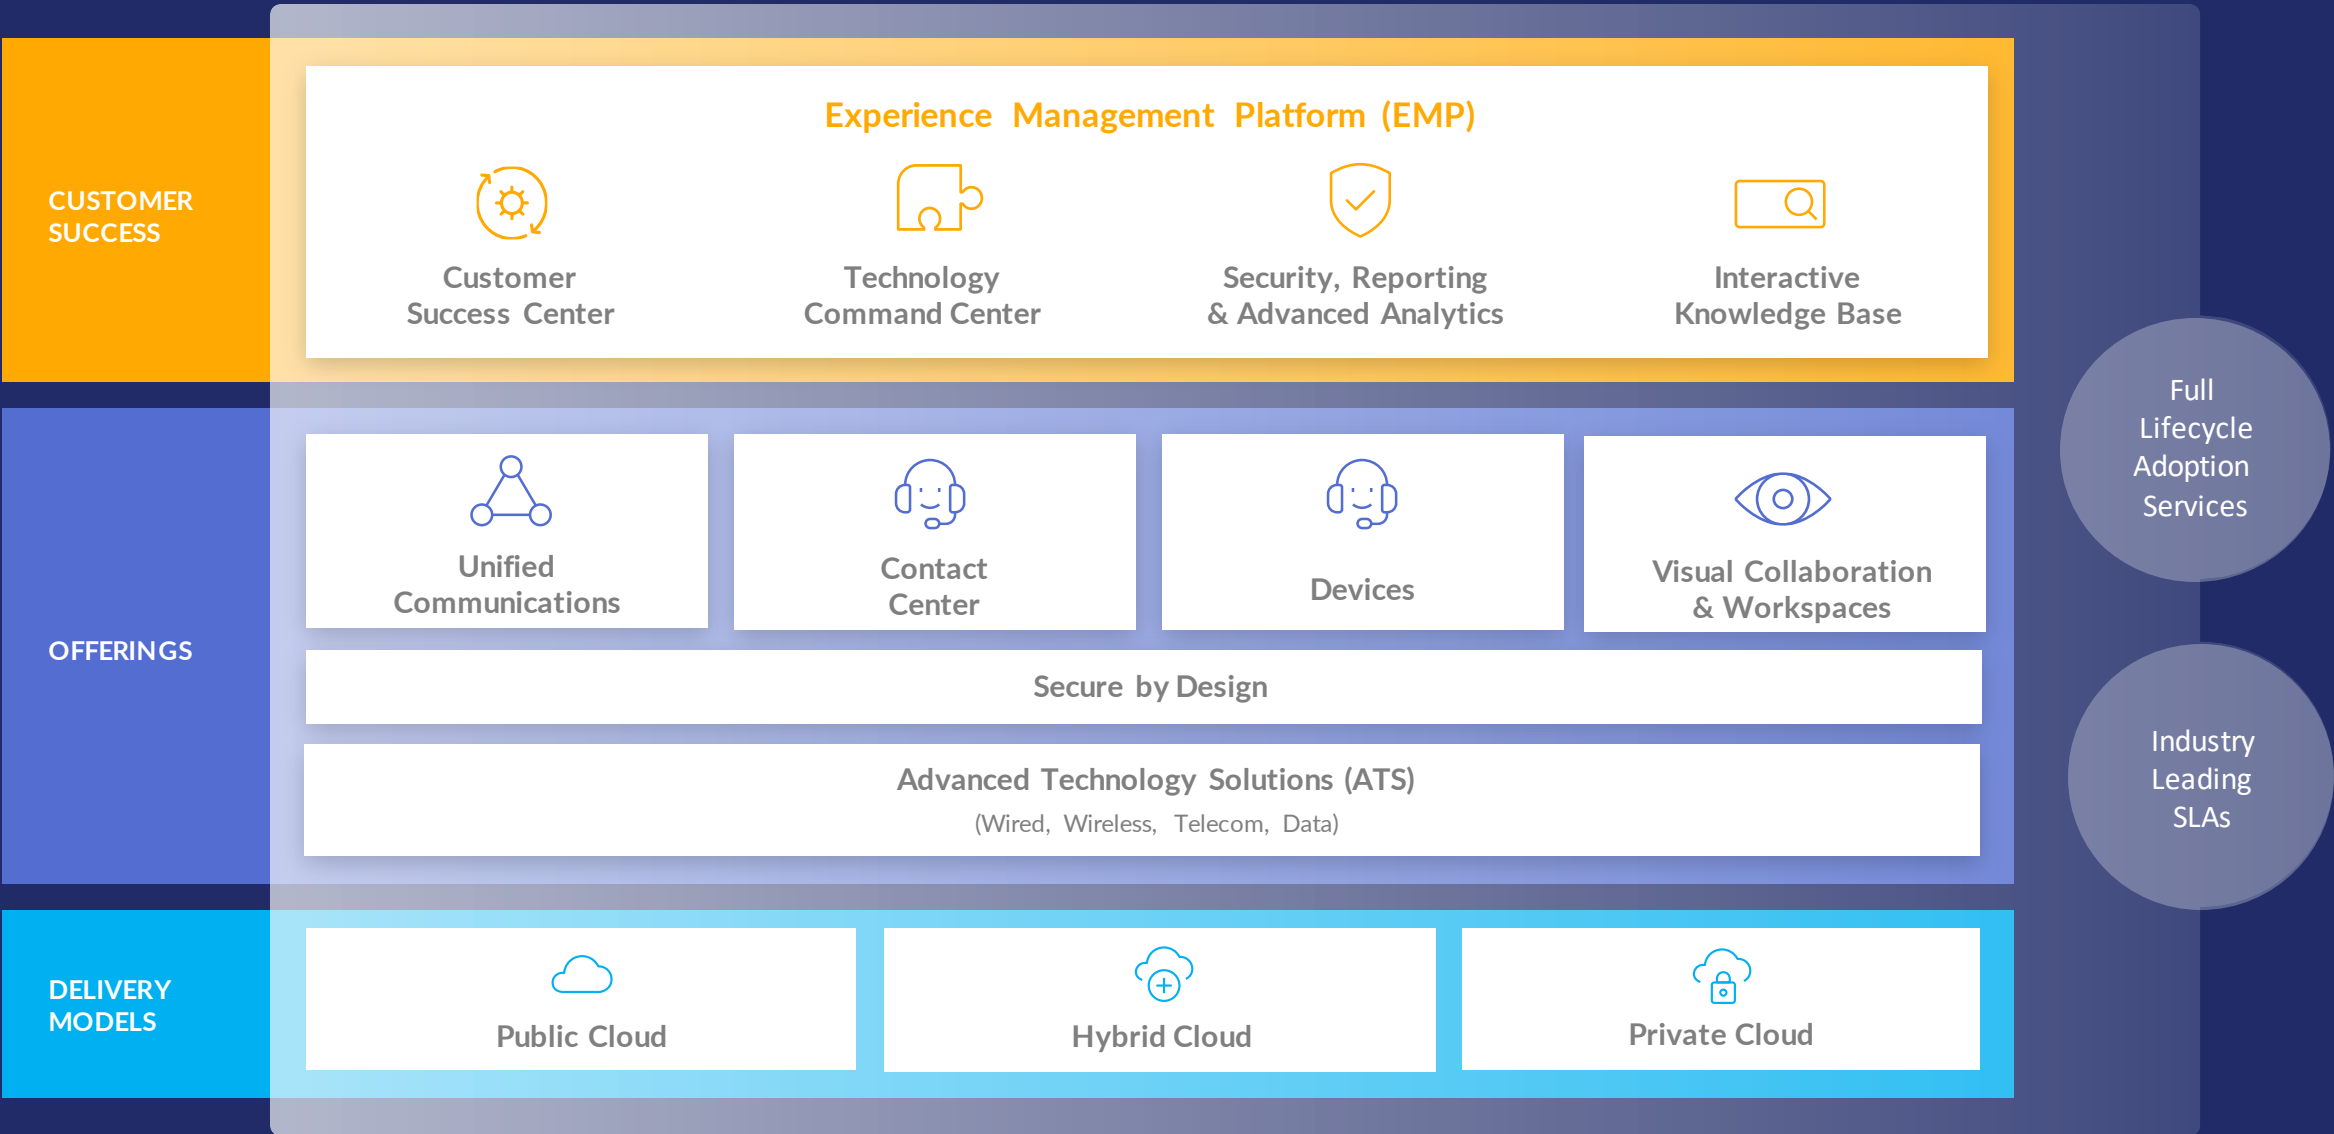 CUSTOMER
SUCCESS
Experience Management Platform (EMP)
Customer
Success Center
Technology
Command Center
Security, Reporting
& Advanced Analytics
Interactive
Knowledge Base
OFFERINGS
Unified
Communications
Contact
Center
Devices
Visual Collaboration
& Workspaces
Secure by Design
Advanced Technology Solutions (ATS)
(Wired, Wireless, Telecom, Data)
DELIVERY
MODELS
Public Cloud
Hybrid Cloud
Private Cloud
Full
Lifecycle
Adoption
Services
Industry
Leading
SLAs